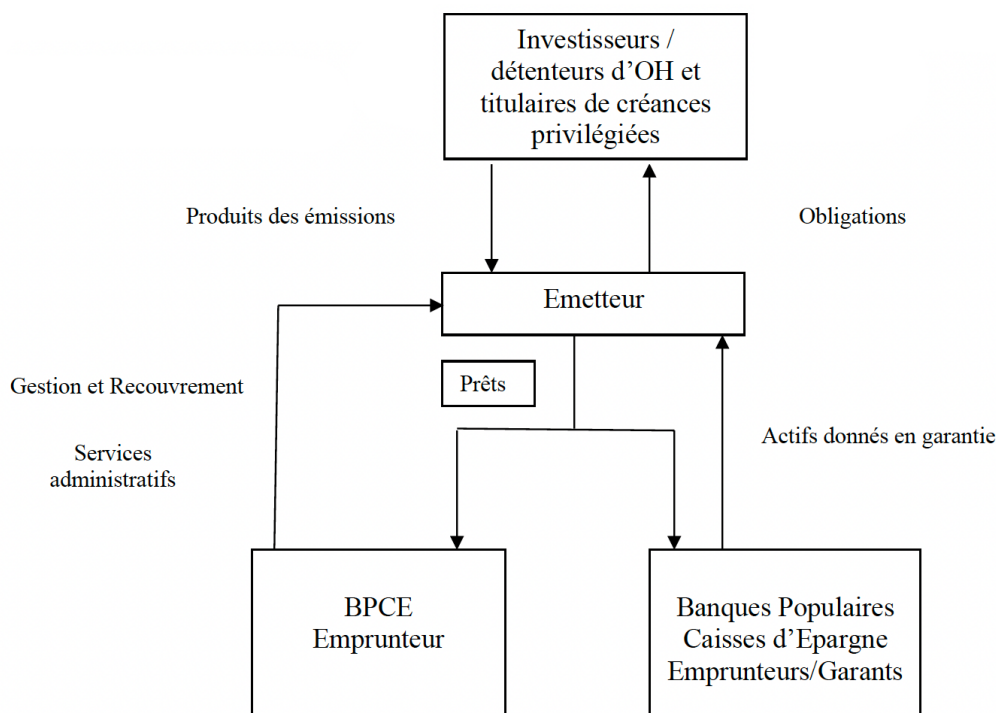 Investisseurs /
détenteurs d'OH et
titulaires de créances
privilégiées
Produits des émissions
Obligations
Emetteur
Gestion et Recouvrement
Prêts
Services
administratifs
Actifs donnés en garantie
BPCE
Emprunteur
Banques Populaires
Caisses d'Epargne
Emprunteurs/Garants